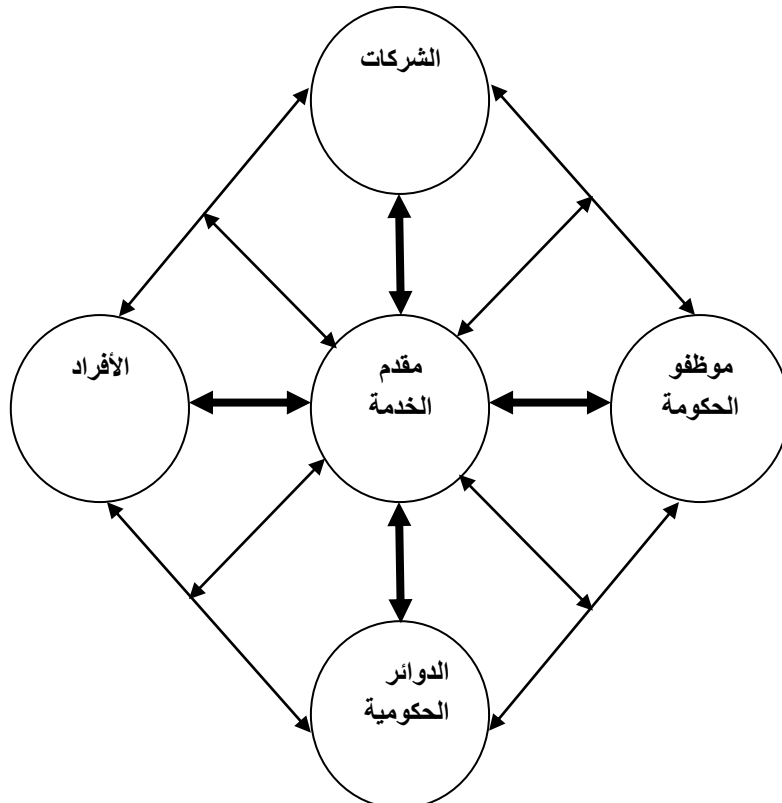 الشركات
الأفراد
مقدم
الخدمة
موظفو
الحكومة
الدوائر
الحكومية